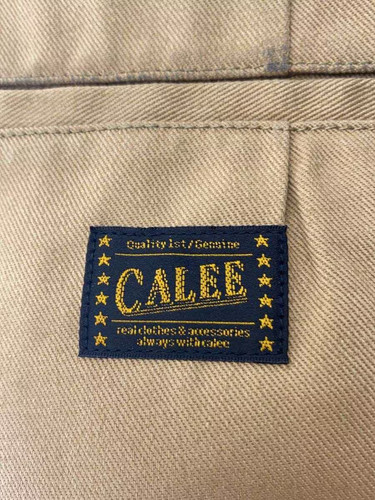 Quality 1st/Genuine
CALEE
real clothes & accessories
always with calee